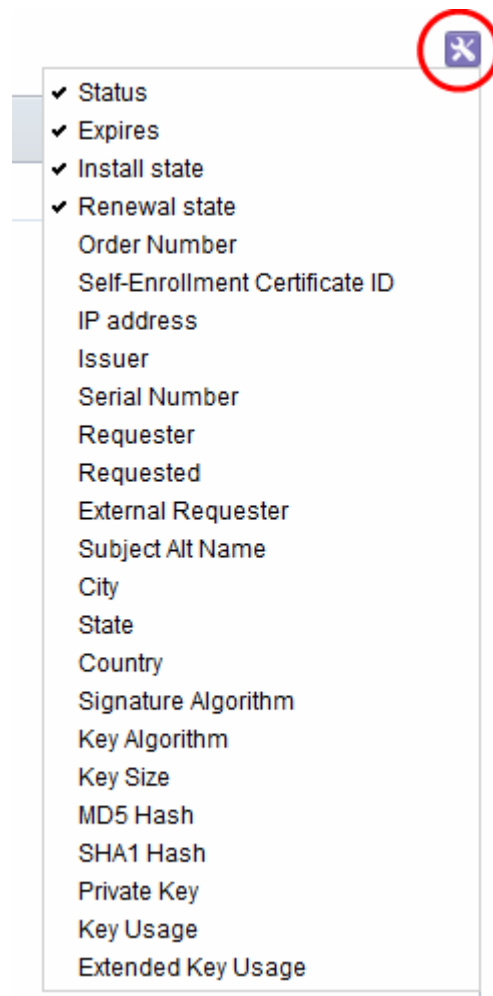 Status
Expires
Install state
Renewal state
Order Number
Self-Enrollment Certificate ID
IP address
Issuer
Serial Number
Requester
Requested
External Requester
Subject Alt Name
City
State
Country
Signature Algorithm
Key Algorithm
Key Size
MD5 Hash
SHA1 Hash
Private Key
Key Usage
Extended Key Usage